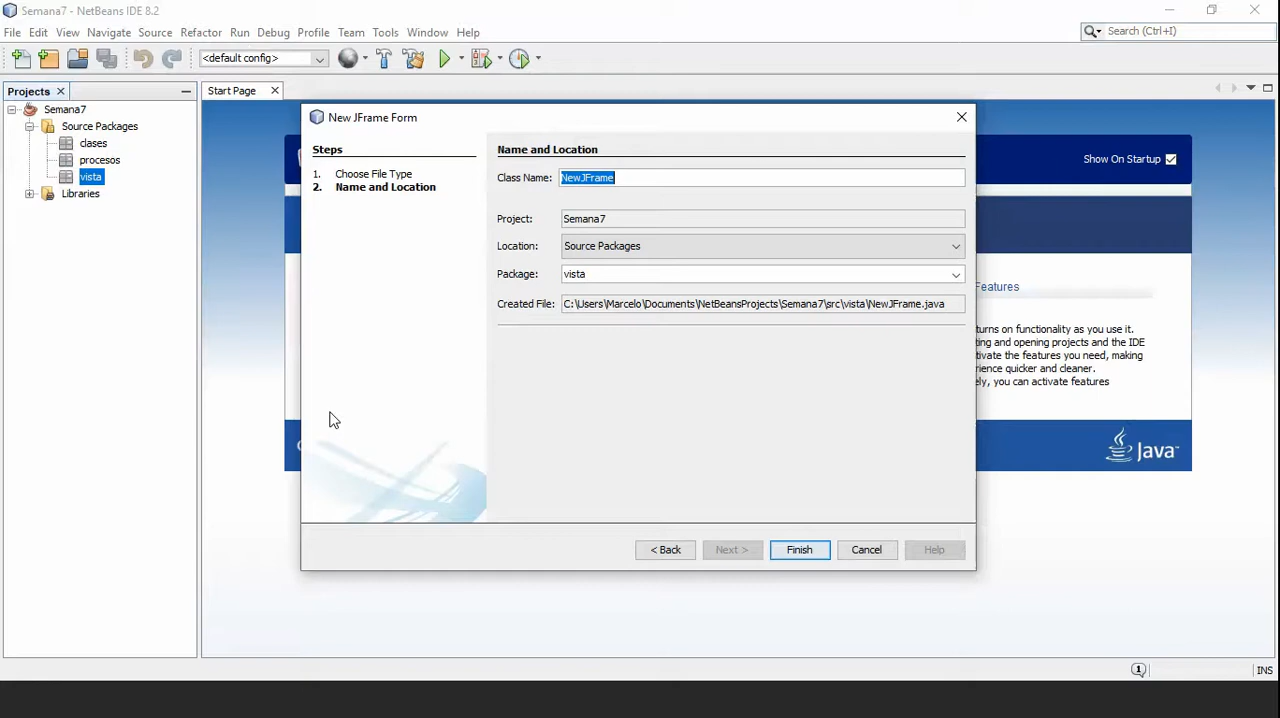 Semana7 - NetBeans IDE 8.2
File Edit View Navigate Source Refactor Run Debug Profile Team Tools Window Help
Search (Ctrl+I)
<default config>
Projects
Start Page
Semana7
Source Packages
clases
procesos
vista
Libraries
New JFrame Form
Steps
1. Choose File Type
2. Name and Location
Name and Location
Class Name: NewJFrame
Project: Semana7
Location: Source Packages
Package: vista
Created File: C:\Users\Marcelo\Documents\NetBeansProjects\Semana7\src\vista\NewJFrame.java
< Back Next > Finish Cancel Help
Show On Startup
Features
turns on functionality as you use it.
ting and opening projects and the IDE
tivate the features you need, making
rience quicker and cleaner.
ly, you can activate features
Java
1
INS